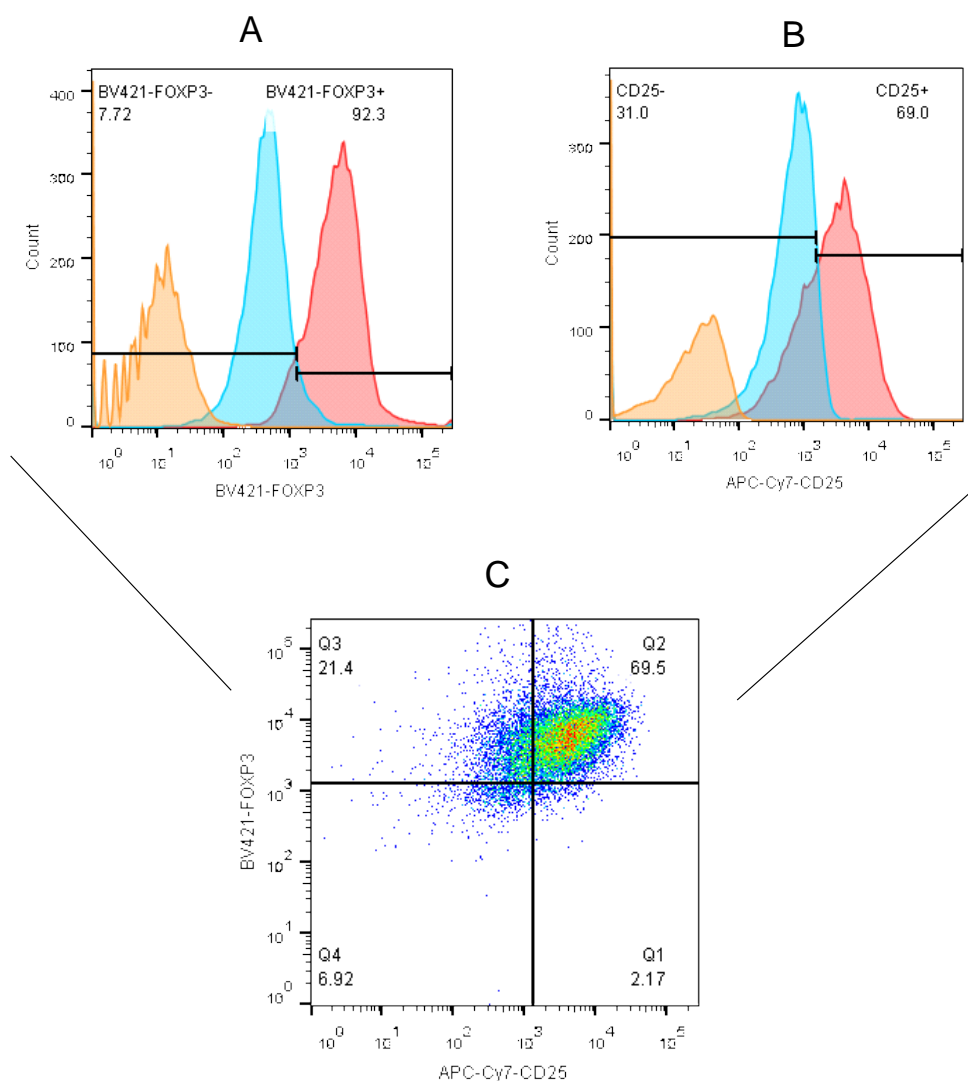 A
BV421-FOXP3- BV421-FOXP3+
7.72 92.3
400
300
200
100
0
Count
10^0 10^1 10^2 10^3 10^4 10^5
BV421-FOXP3
B
CD25- CD25+
31.0 69.0
300
200
100
0
Count
10^0 10^1 10^2 10^3 10^4 10^5
APC-Cy7-CD25
C
Q3 Q2
21.4 69.5
10^5
10^4
10^3
10^2
10^1
10^0
BV421-FOXP3
Q4 Q1
6.92 2.17
10^0 10^1 10^2 10^3 10^4 10^5
APC-Cy7-CD25